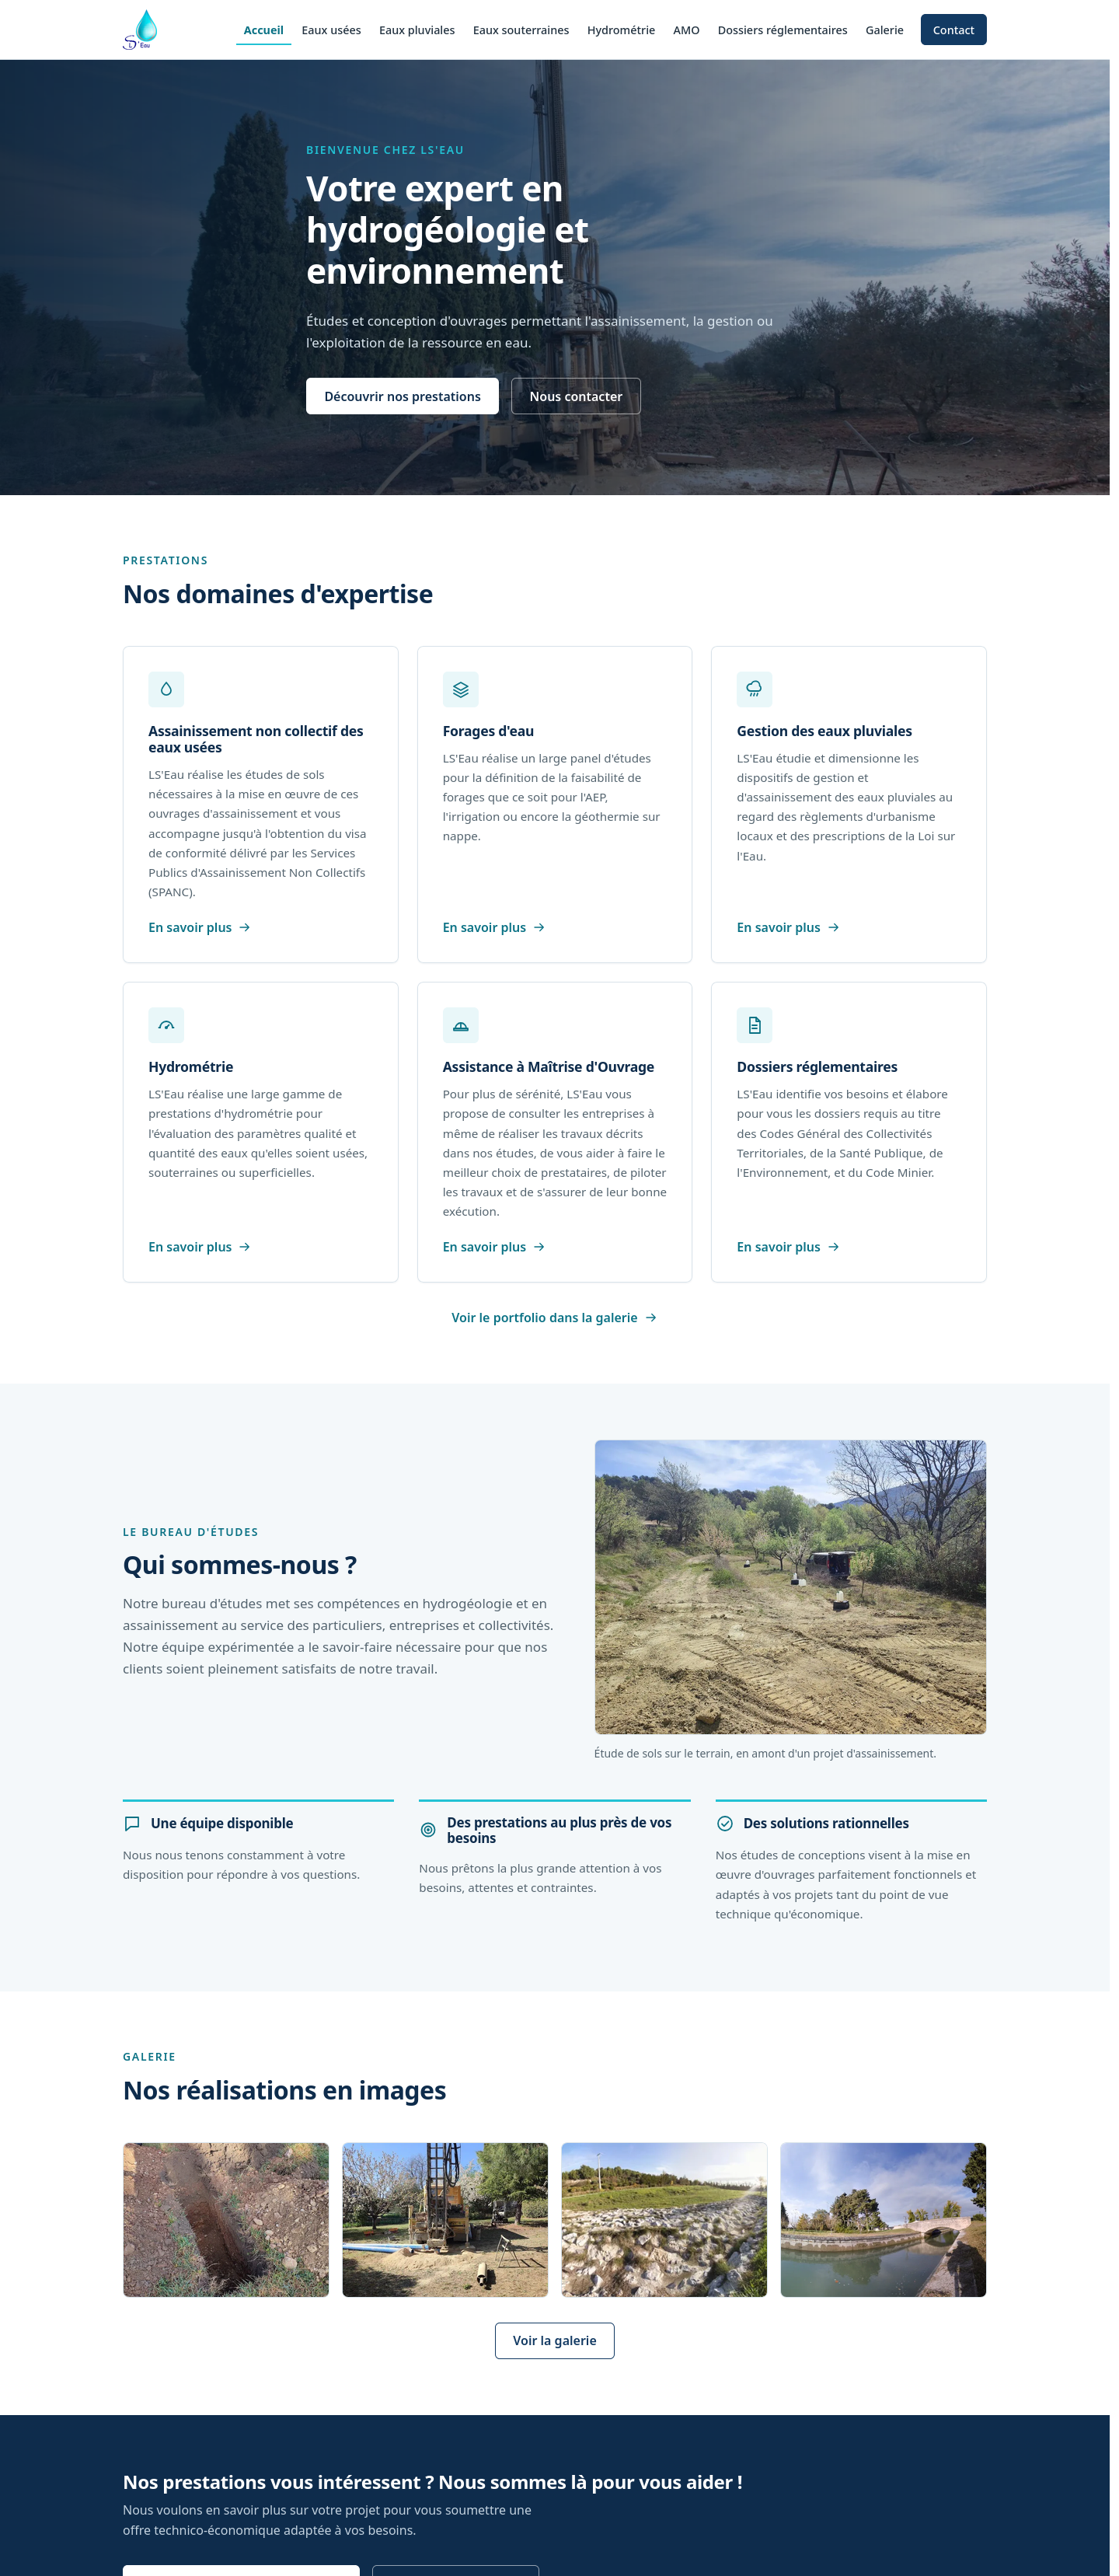 S'Eau
Accueil
Eaux usées
Eaux pluviales
Eaux souterraines
Hydrométrie
AMO
Dossiers réglementaires
Galerie
Contact
BIENVENUE CHEZ LS'EAU
Votre expert en
hydrogéologie et
environnement
Études et conception d'ouvrages permettant l'assainissement, la gestion ou
l'exploitation de la ressource en eau.
Découvrir nos prestations
Nous contacter
PRESTATIONS
Nos domaines d'expertise
Assainissement non collectif des
eaux usées
LS'Eau réalise les études de sols
nécessaires à la mise en œuvre de ces
ouvrages d'assainissement et vous
accompagne jusqu'à l'obtention du visa
de conformité délivré par les Services
Publics d'Assainissement Non Collectifs
(SPANC).
En savoir plus
Forages d'eau
LS'Eau réalise un large panel d'études
pour la définition de la faisabilité de
forages que ce soit pour l'AEP,
l'irrigation ou encore la géothermie sur
nappe.
En savoir plus
Gestion des eaux pluviales
LS'Eau étudie et dimensionne les
dispositifs de gestion et
d'assainissement des eaux pluviales au
regard des règlements d'urbanisme
locaux et des prescriptions de la Loi sur
l'Eau.
En savoir plus
Hydrométrie
LS'Eau réalise une large gamme de
prestations d'hydrométrie pour
l'évaluation des paramètres qualité et
quantité des eaux qu'elles soient usées,
souterraines ou superficielles.
En savoir plus
Assistance à Maîtrise d'Ouvrage
Pour plus de sérénité, LS'Eau vous
propose de consulter les entreprises à
même de réaliser les travaux décrits
dans nos études, de vous aider à faire le
meilleur choix de prestataires, de piloter
les travaux et de s'assurer de leur bonne
exécution.
En savoir plus
Dossiers réglementaires
LS'Eau identifie vos besoins et élabore
pour vous les dossiers requis au titre
des Codes Général des Collectivités
Territoriales, de la Santé Publique, de
l'Environnement, et du Code Minier.
En savoir plus
Voir le portfolio dans la galerie
LE BUREAU D'ÉTUDES
Qui sommes-nous ?
Notre bureau d'études met ses compétences en hydrogéologie et en
assainissement au service des particuliers, entreprises et collectivités.
Notre équipe expérimentée a le savoir-faire nécessaire pour que nos
clients soient pleinement satisfaits de notre travail.
Étude de sols sur le terrain, en amont d'un projet d'assainissement.
Une équipe disponible
Nous nous tenons constamment à votre
disposition pour répondre à vos questions.
Des prestations au plus près de vos
besoins
Nous prêtons la plus grande attention à vos
besoins, attentes et contraintes.
Des solutions rationnelles
Nos études de conceptions visent à la mise en
œuvre d'ouvrages parfaitement fonctionnels et
adaptés à vos projets tant du point de vue
technique qu'économique.
GALERIE
Nos réalisations en images
Voir la galerie
Nos prestations vous intéressent ? Nous sommes là pour vous aider !
Nous voulons en savoir plus sur votre projet pour vous soumettre une
offre technico-économique adaptée à vos besoins.